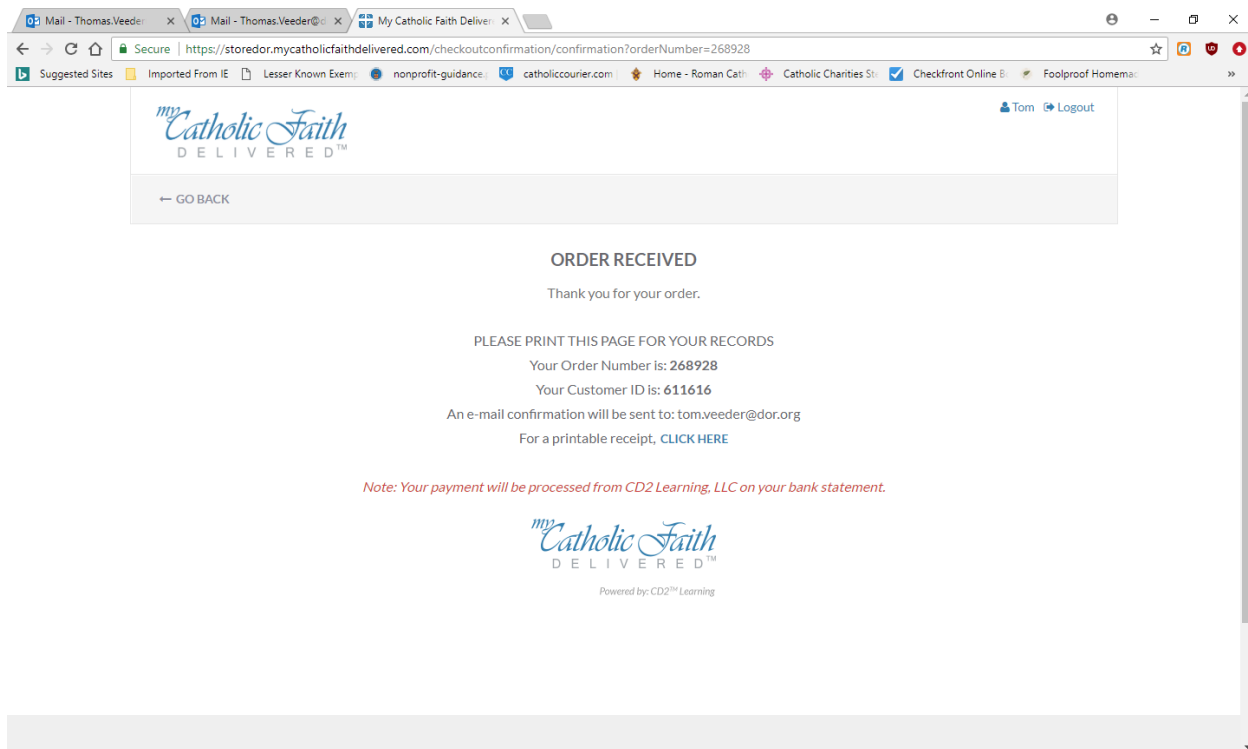 Mail - Thomas.Veeder
Mail - Thomas.Veeder@d
My Catholic Faith Deliver
Secure | https://storedor.mycatholicfaithdelivered.com/checkoutconfirmation/confirmation?orderNumber=268928
Suggested Sites Imported From IE Lesser Known Exemp nonprofit-guidance. catholiccourier.com Home - Roman Cath Catholic Charities Ste Checkfront Online B Foolproof Homemac »
my Catholic Faith
DELIVERED™
Tom Logout
← GO BACK
ORDER RECEIVED
Thank you for your order.
PLEASE PRINT THIS PAGE FOR YOUR RECORDS
Your Order Number is: 268928
Your Customer ID is: 611616
An e-mail confirmation will be sent to: tom.veeder@dor.org
For a printable receipt, CLICK HERE
Note: Your payment will be processed from CD2 Learning, LLC on your bank statement.
my Catholic Faith
DELIVERED™
Powered by: CD2™ Learning